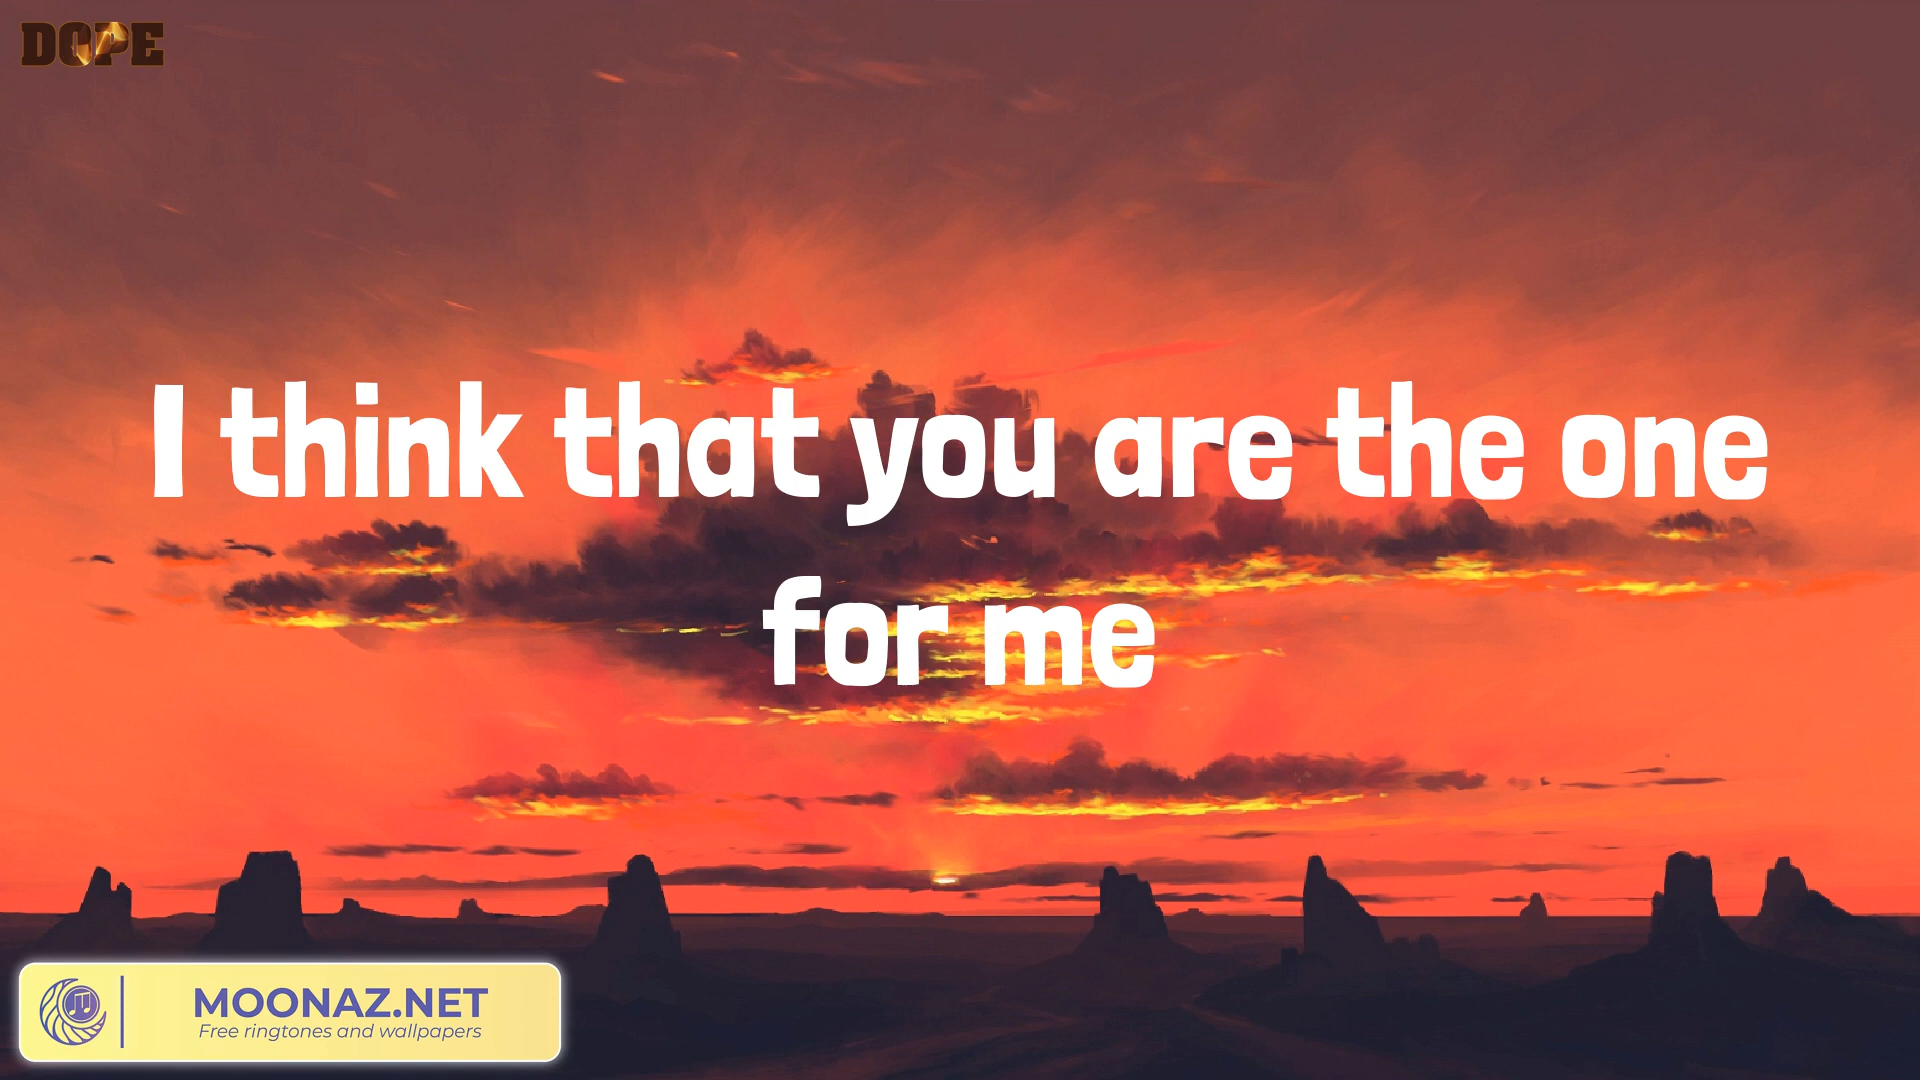 DOPE
I think that you are the one
for me
MOONAZ.NET
Free ringtones and wallpapers